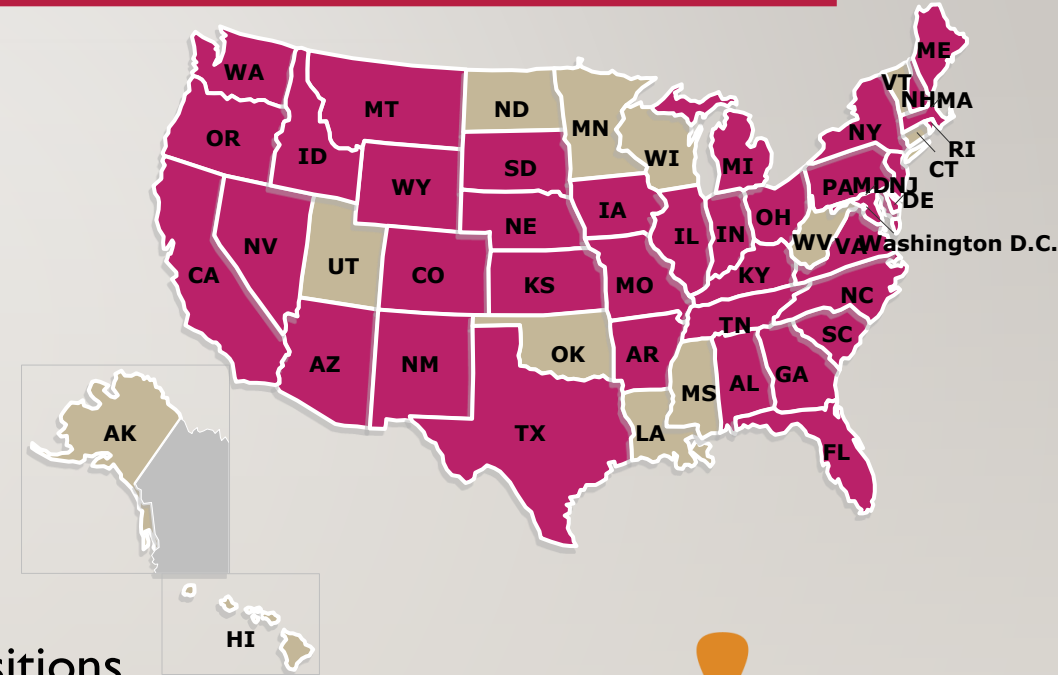 ME
WA
VT
NH
MA
MT
ND
MN
NY
RI
OR
ID
WI
MI
CT
SD
WY
PA
MD
NJ
DE
IA
NE
OH
IL
IN
WV
VA
Washington D.C.
NV
UT
CO
KS
MO
KY
CA
NC
TN
SC
AZ
NM
OK
AR
GA
AL
MS
TX
LA
AK
FL
HI
sitions